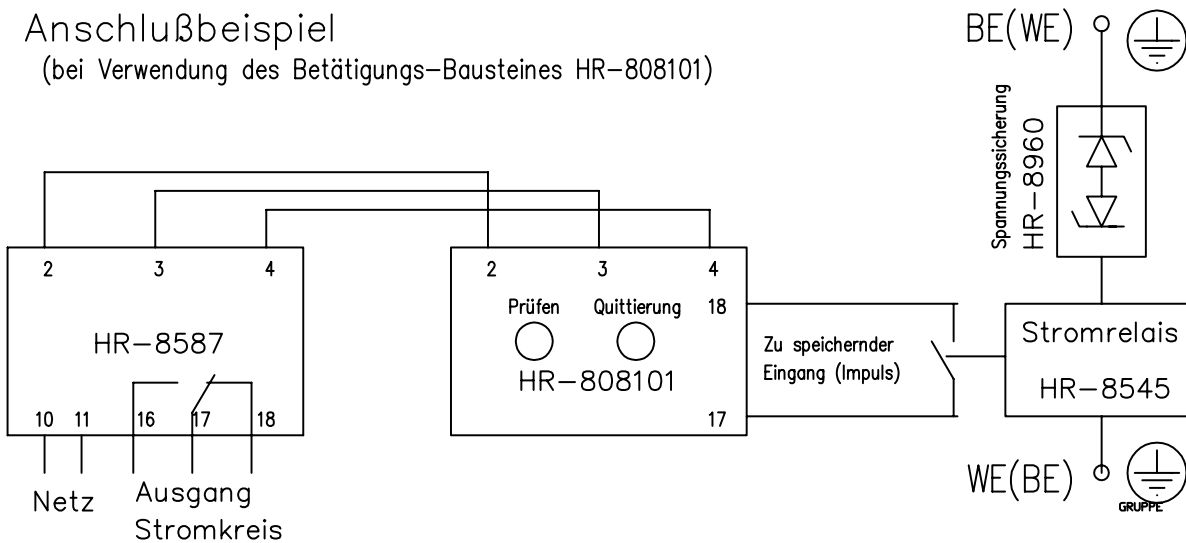 Anschlußbeispiel
(bei Verwendung des Betätigungs-Bausteines HR-808101)
BE(WE)
Spannungssicherung
HR-8960
2 3 4
HR-8587
10 11 16 17 18
Netz
Ausgang
Stromkreis
2 3 4
Prüfen Quittierung 18
HR-808101
17
Zu speichernder
Eingang (Impuls)
Stromrelais
HR-8545
WE(BE)
GRUPPE